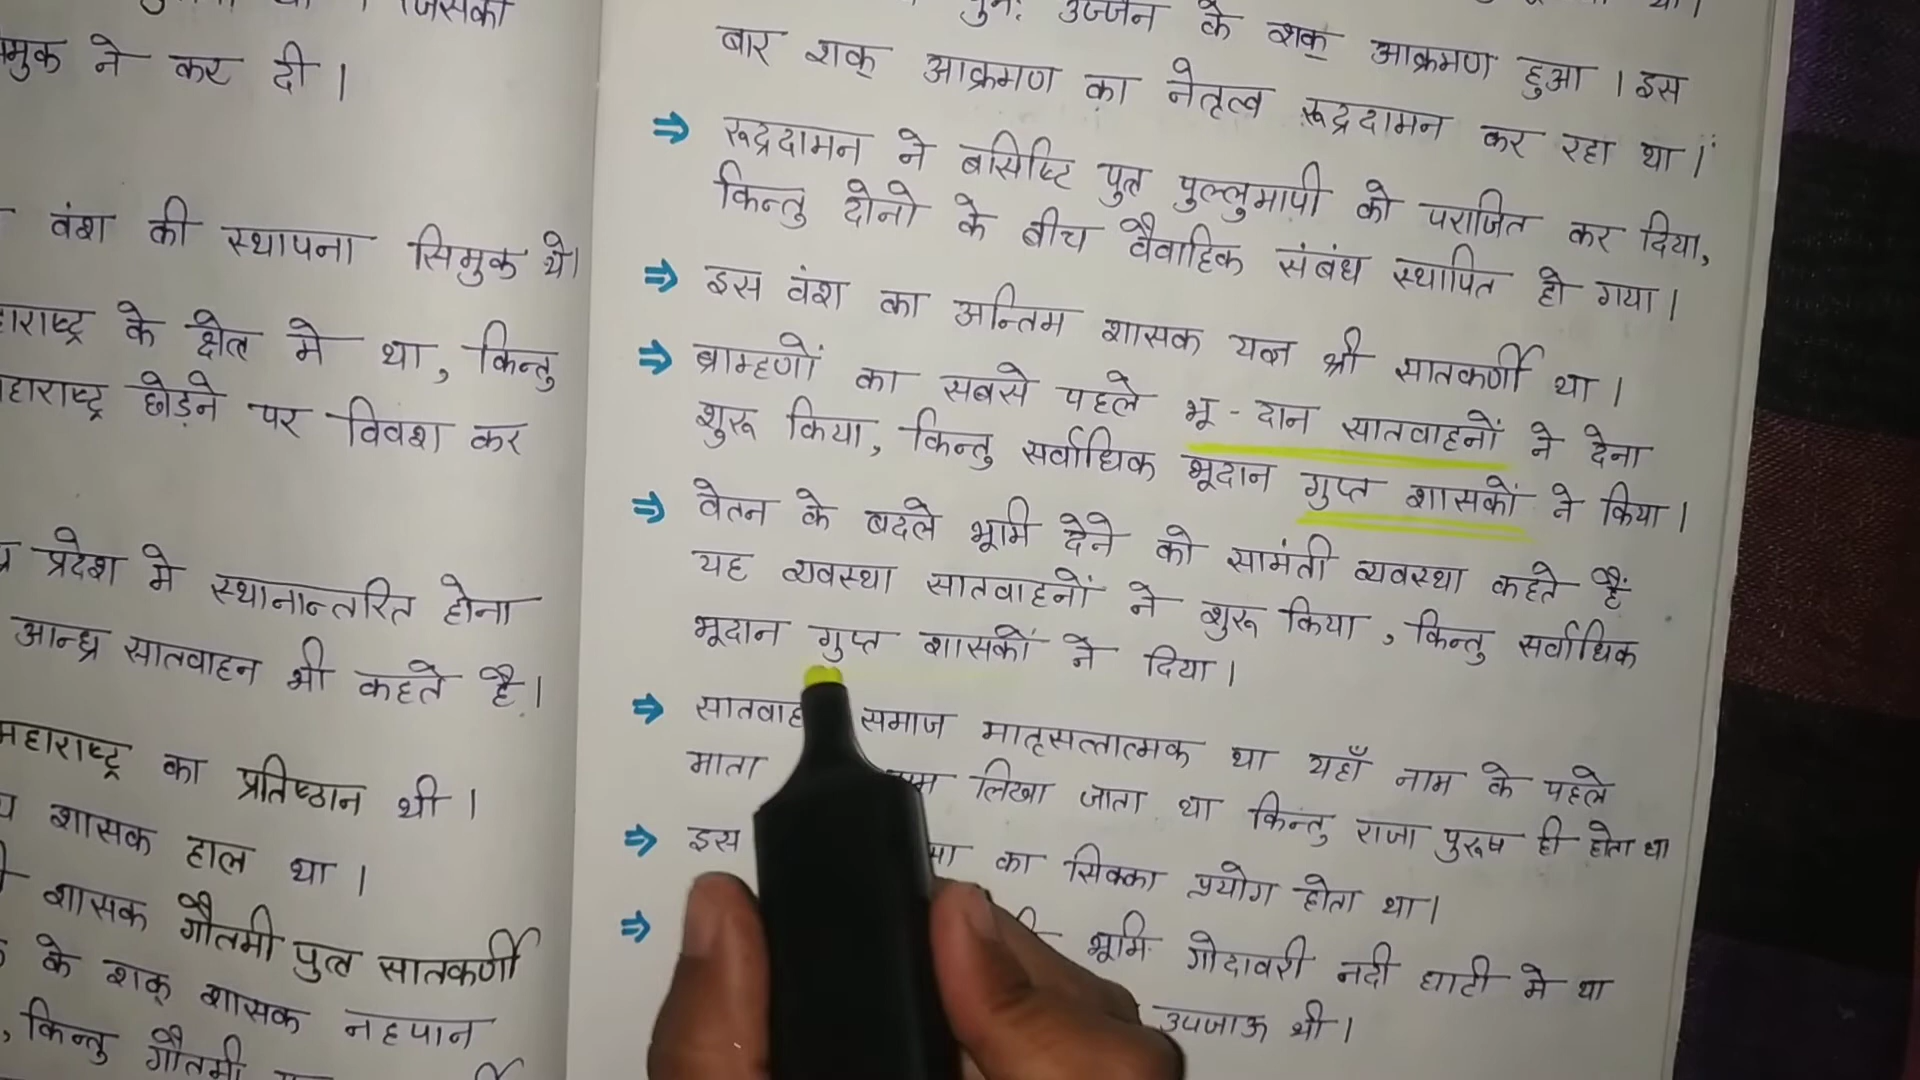 जिसकी
ने कर दी ।
वंश की स्थापना सिमुक थे।
के क्षेत्र मे था, किन्तु
छोड़ने पर विवश कर
प्रदेश मे स्थानान्तरित होना
आन्ध्र सातवाहन भी कहते है।
महाराष्ट्र का प्रतिष्ठान थी ।
शासक हाल था ।
शासक गौतमी पुत्र सातकर्णी
के शक् शासक नहपान
, किन्तु गौतमी
पुनः उज्जैन के शक् आक्रमण हुआ । इस
बार शक् आक्रमण का नेतृत्व रूद्रदामन कर रहा था ।
⇒ रूद्रदामन ने बसिष्टि पुत्र पुल्लुमापी को पराजित कर दिया,
किन्तु दोनो के बीच वैवाहिक संबंध स्थापित हो गया ।
⇒ इस वंश का अन्तिम शासक यज्ञ श्री सातकर्णी था ।
⇒ ब्राम्हणों का सबसे पहले भू-दान सातवाहनों ने देना
शुरू किया, किन्तु सर्वाधिक भूदान गुप्त शासकों ने किया ।
⇒ वेतन के बदले भूमि देने को सामंती व्यवस्था कहते हैं
यह व्यवस्था सातवाहनों ने शुरू किया, किन्तु सर्वाधिक
भूदान गुप्त शासकों ने दिया ।
⇒ समाज मातृसत्तात्मक था यहाँ नाम के पहले
माता लिखा जाता था किन्तु राजा पुरूष ही होता था
⇒ इस का सिक्का प्रयोग होता था ।
⇒ भूमि गोदावरी नदी घाटी मे था
उपजाऊ थी ।